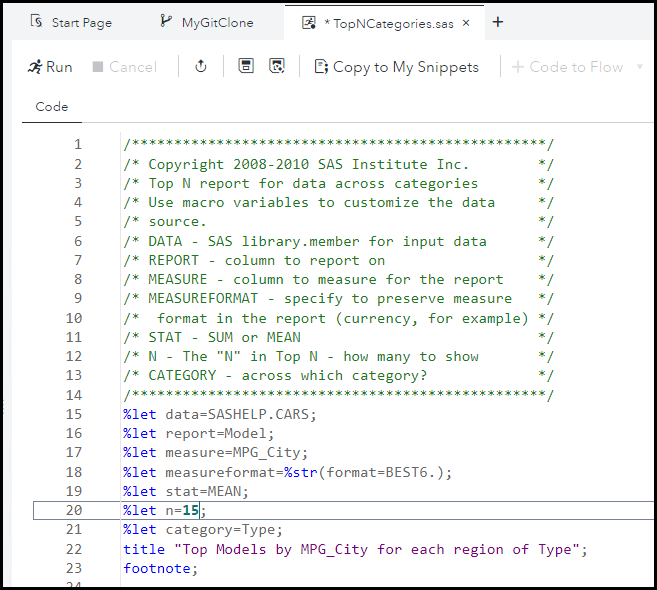 Start Page MyGitClone * TopNCategories.sas × +
Run Cancel Copy to My Snippets + Code to Flow
Code
1 /*************************************************/
2 /* Copyright 2008-2010 SAS Institute Inc. */
3 /* Top N report for data across categories */
4 /* Use macro variables to customize the data */
5 /* source. */
6 /* DATA - SAS library.member for input data */
7 /* REPORT - column to report on */
8 /* MEASURE - column to measure for the report */
9 /* MEASUREFORMAT - specify to preserve measure */
10 /* format in the report (currency, for example) */
11 /* STAT - SUM or MEAN */
12 /* N - The "N" in Top N - how many to show */
13 /* CATEGORY - across which category? */
14 /*************************************************/
15 %let data=SASHELP.CARS;
16 %let report=Model;
17 %let measure=MPG_City;
18 %let measureformat=%str(format=BEST6.);
19 %let stat=MEAN;
20 %let n=15;
21 %let category=Type;
22 title "Top Models by MPG_City for each region of Type";
23 footnote;